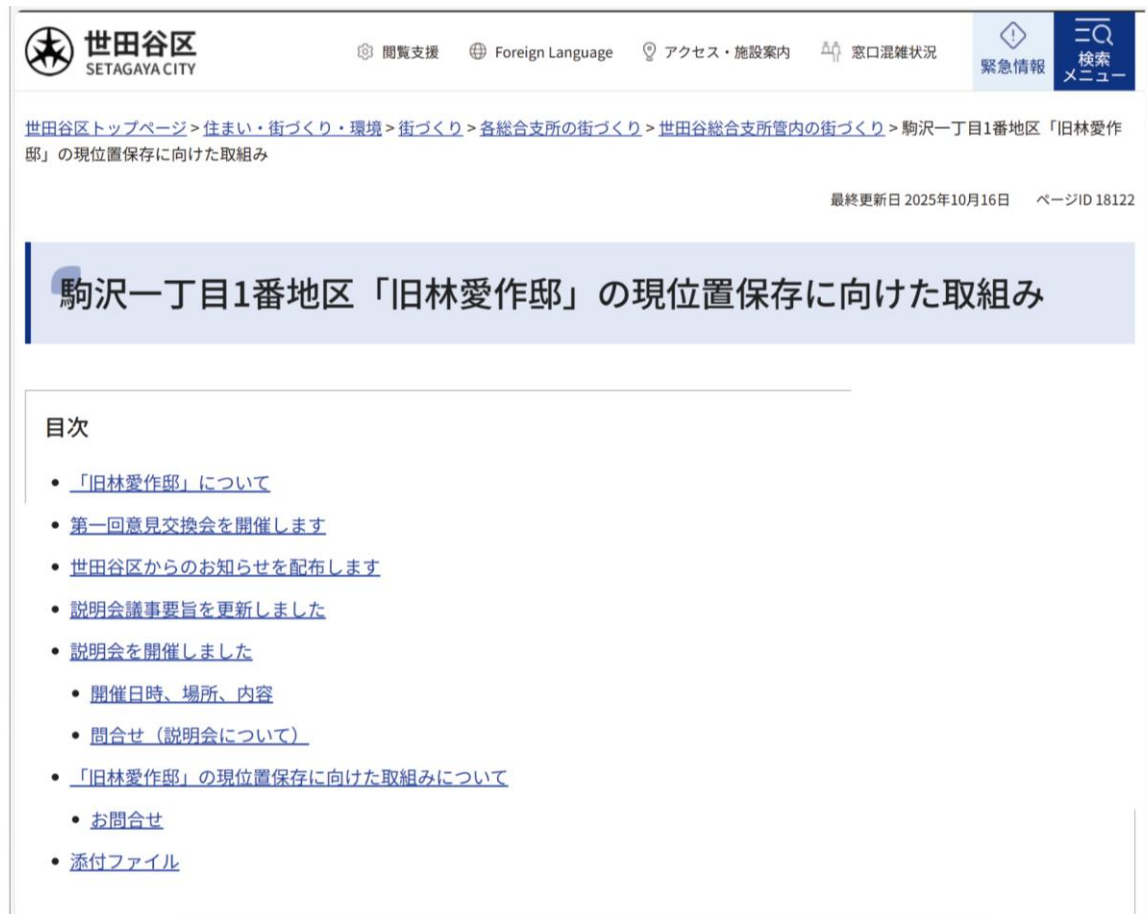 世田谷区
SETAGAYA CITY
閲覧支援
Foreign Language
アクセス・施設案内
窓口混雑状況
緊急情報
検索
メニュー
世田谷区トップページ > 住まい・街づくり・環境 > 街づくり > 各総合支所の街づくり > 世田谷総合支所管内の街づくり > 駒沢一丁目1番地区「旧林愛作
邸」の現位置保存に向けた取組み
最終更新日 2025年10月16日 ページID 18122
駒沢一丁目1番地区「旧林愛作邸」の現位置保存に向けた取組み
目次
「旧林愛作邸」について
第一回意見交換会を開催します
世田谷区からのお知らせを配布します
説明会議事要旨を更新しました
説明会を開催しました
開催日時、場所、内容
問合せ（説明会について）
「旧林愛作邸」の現位置保存に向けた取組みについて
お問合せ
添付ファイル